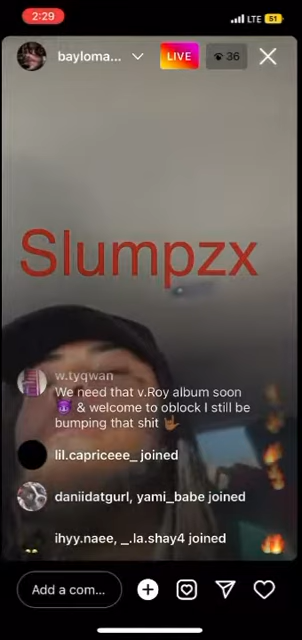 2:29
LTE 51
bayloma...
LIVE
36
Slumpzx
w.tyqwan
We need that v.Roy album soon
😈 & welcome to oblock I still be
bumping that shit 🤟🏽
lil.capriceee_ joined
daniidatgurl, yami_babe joined
ihyy.naee, _.la.shay4 joined
Add a com...